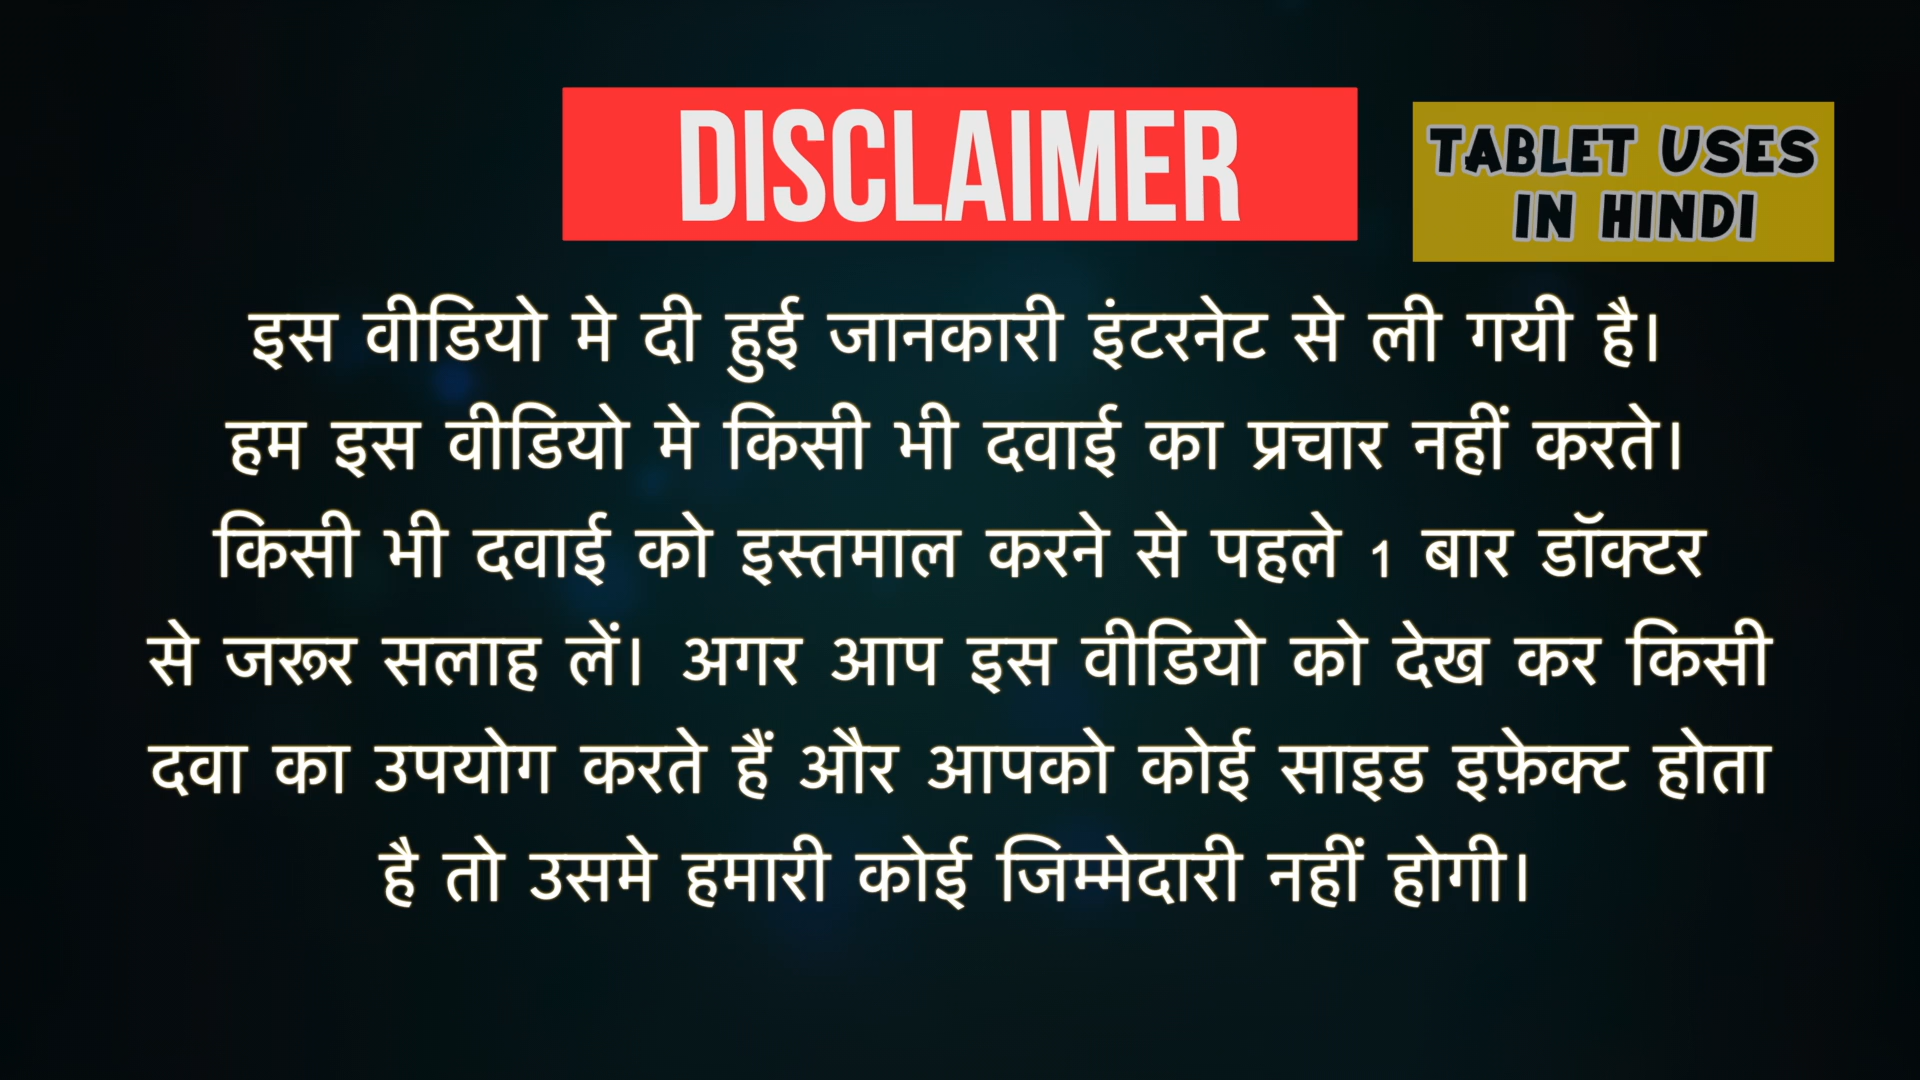 DISCLAIMER
TABLET USES
IN HINDI
इस वीडियो मे दी हुई जानकारी इंटरनेट से ली गयी है।
हम इस वीडियो मे किसी भी दवाई का प्रचार नहीं करते।
किसी भी दवाई को इस्तमाल करने से पहले 1 बार डॉक्टर
से जरूर सलाह लें। अगर आप इस वीडियो को देख कर किसी
दवा का उपयोग करते हैं और आपको कोई साइड इफ़ेक्ट होता
है तो उसमे हमारी कोई जिम्मेदारी नहीं होगी।